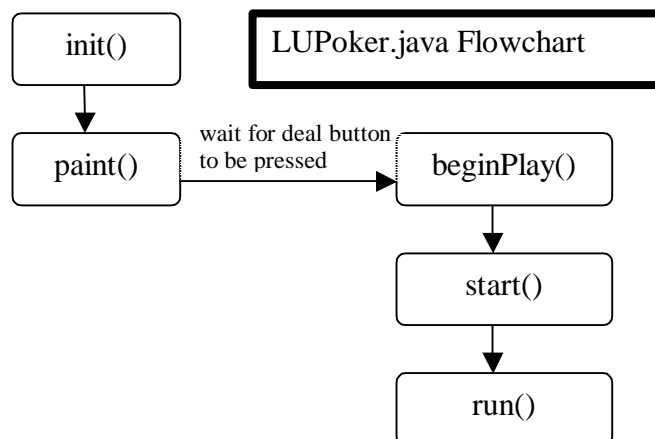 init()
LUPoker.java Flowchart
wait for deal button
to be pressed
paint()
beginPlay()
start()
run()